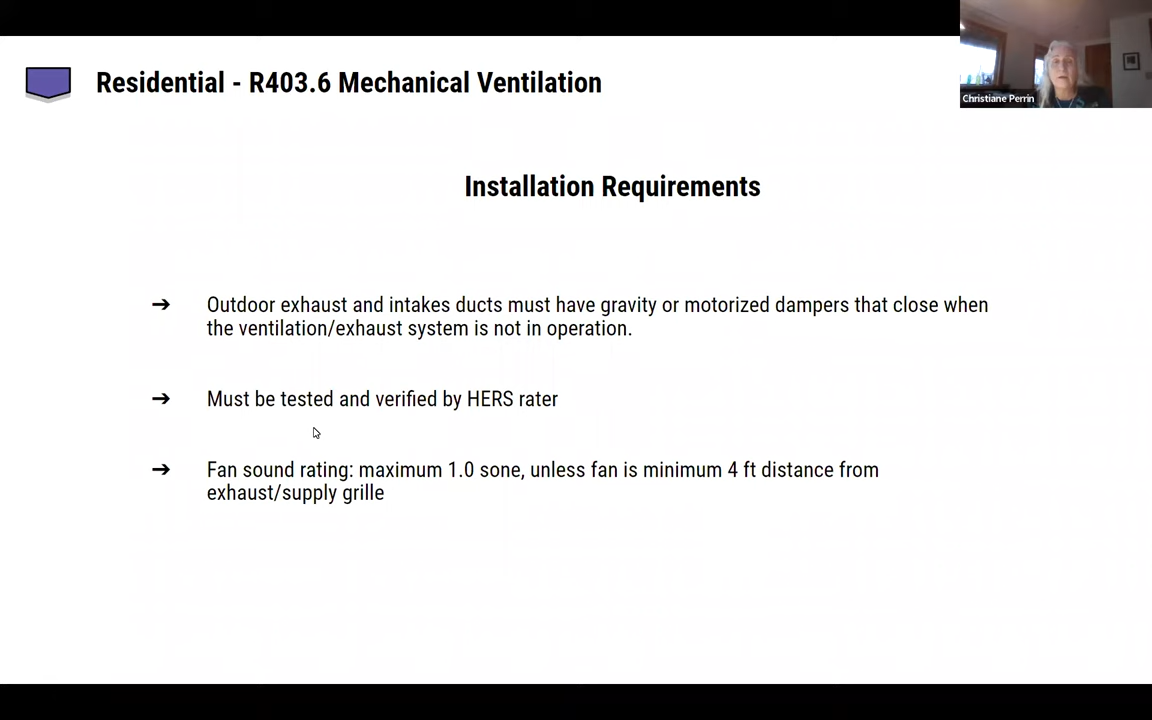 Residential - R403.6 Mechanical Ventilation
Christiane Perrin
Installation Requirements
➔ Outdoor exhaust and intakes ducts must have gravity or motorized dampers that close when
the ventilation/exhaust system is not in operation.
➔ Must be tested and verified by HERS rater
➔ Fan sound rating: maximum 1.0 sone, unless fan is minimum 4 ft distance from
exhaust/supply grille